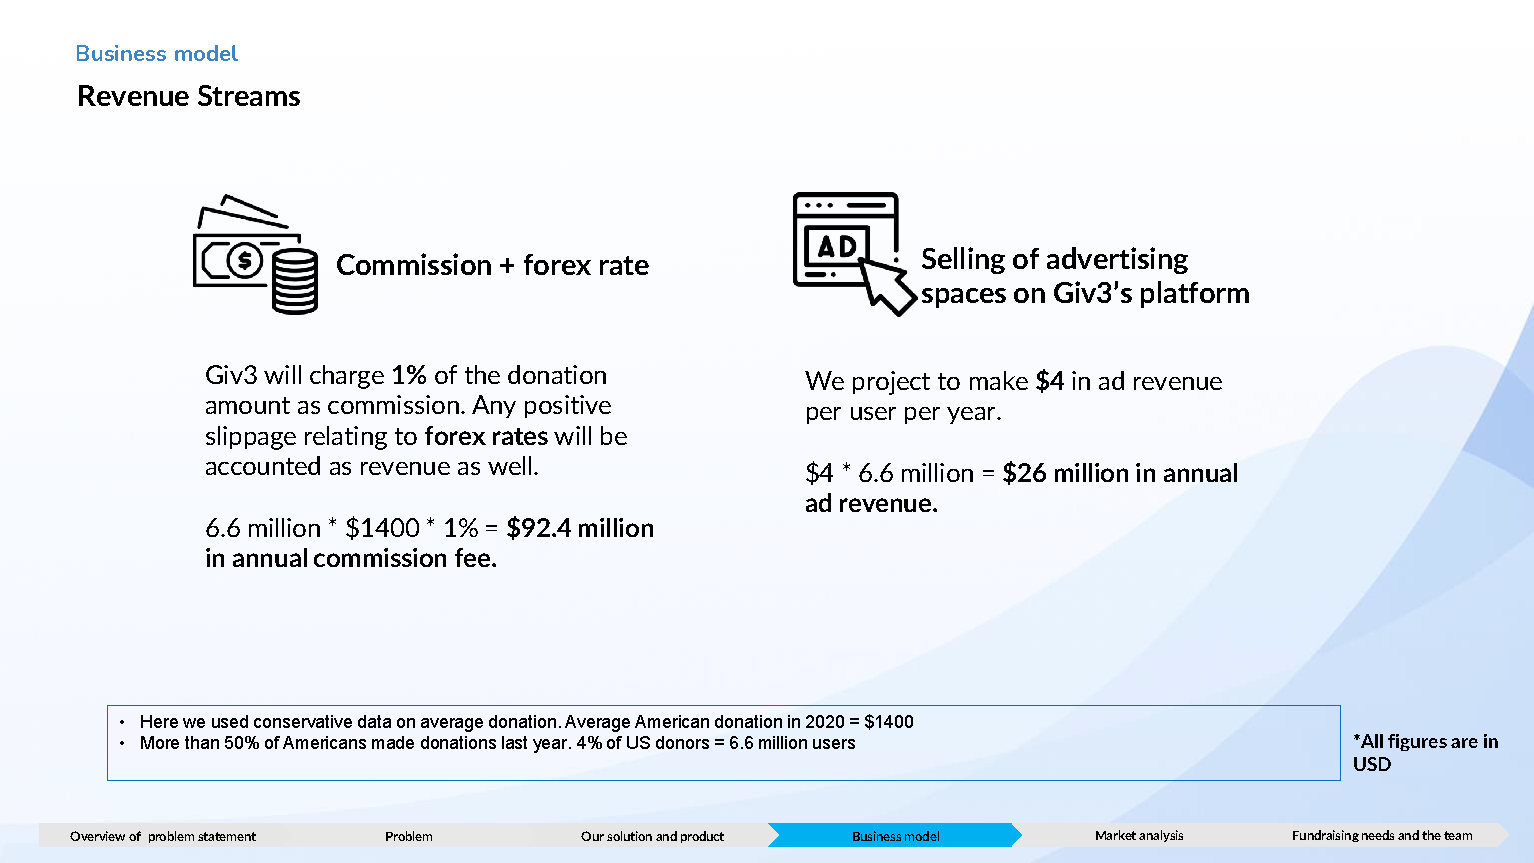 Business model
Revenue Streams
Commission + forex rate
Giv3 will charge 1% of the donation
amount as commission. Any positive
slippage relating to forex rates will be
accounted as revenue as well.
6.6 million * $1400 * 1% = $92.4 million
in annual commission fee.
AD
Selling of advertising
spaces on Giv3’s platform
We project to make $4 in ad revenue
per user per year.
$4 * 6.6 million = $26 million in annual
ad revenue.
• Here we used conservative data on average donation. Average American donation in 2020 = $1400
• More than 50% of Americans made donations last year. 4% of US donors = 6.6 million users
*All figures are in
USD
Overview of problem statement
Problem
Our solution and product
Business model
Market analysis
Fundraising needs and the team